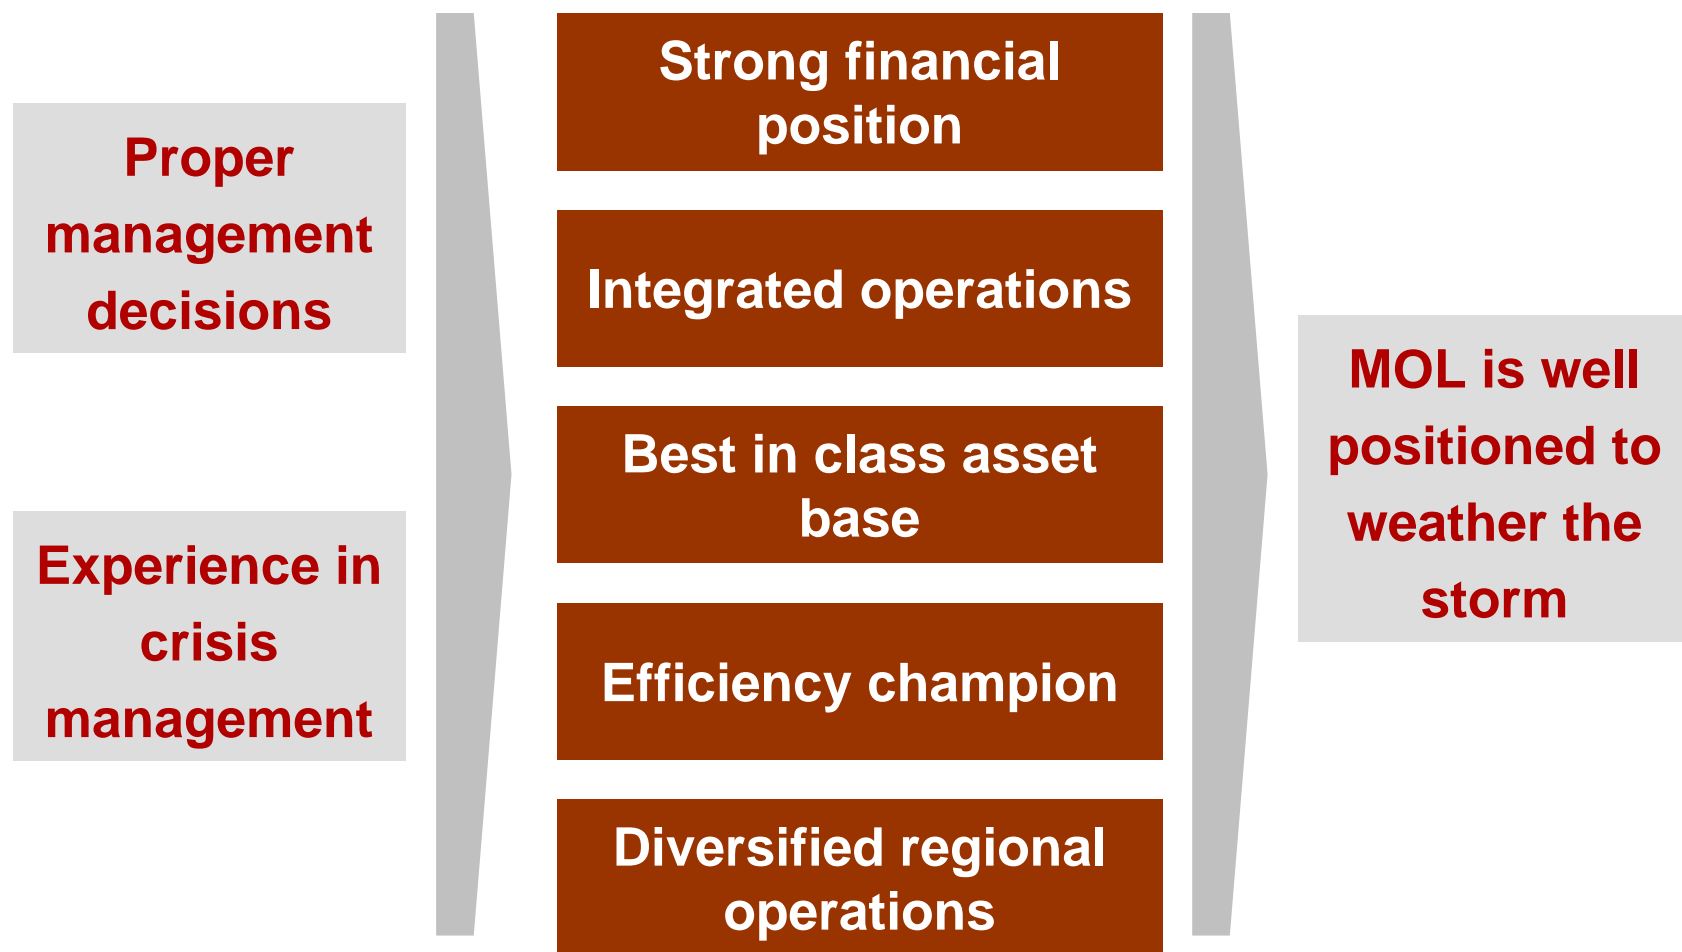 Proper
management
decisions
Experience in
crisis
management
Strong financial
position
Integrated operations
Best in class asset
base
Efficiency champion
Diversified regional
operations
MOL is well
positioned to
weather the
storm